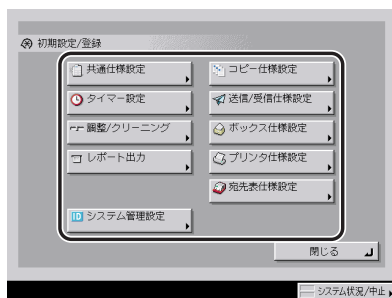 初期設定/登録
共通仕様設定
コピー仕様設定
タイマー設定
送信/受信仕様設定
調整/クリーニング
ボックス仕様設定
レポート出力
プリンタ仕様設定
宛先表仕様設定
ID システム管理設定
閉じる
システム状況/中止